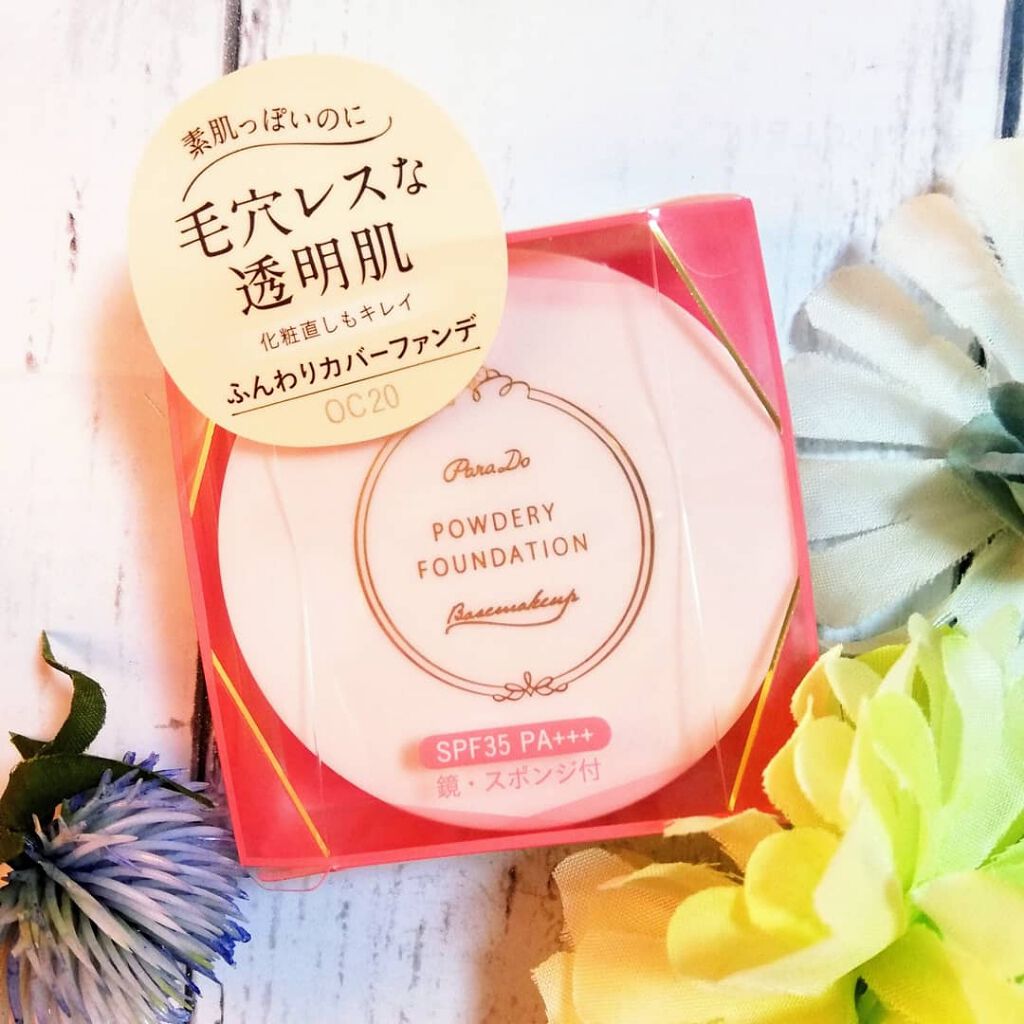 素肌っぽいのに
毛穴レスな
透明肌
化粧直しもキレイ
ふんわりカバーファンデ
OC20
ParaDo
POWDERY
FOUNDATION
Basemakeup
SPF35 PA+++
鏡・スポンジ付